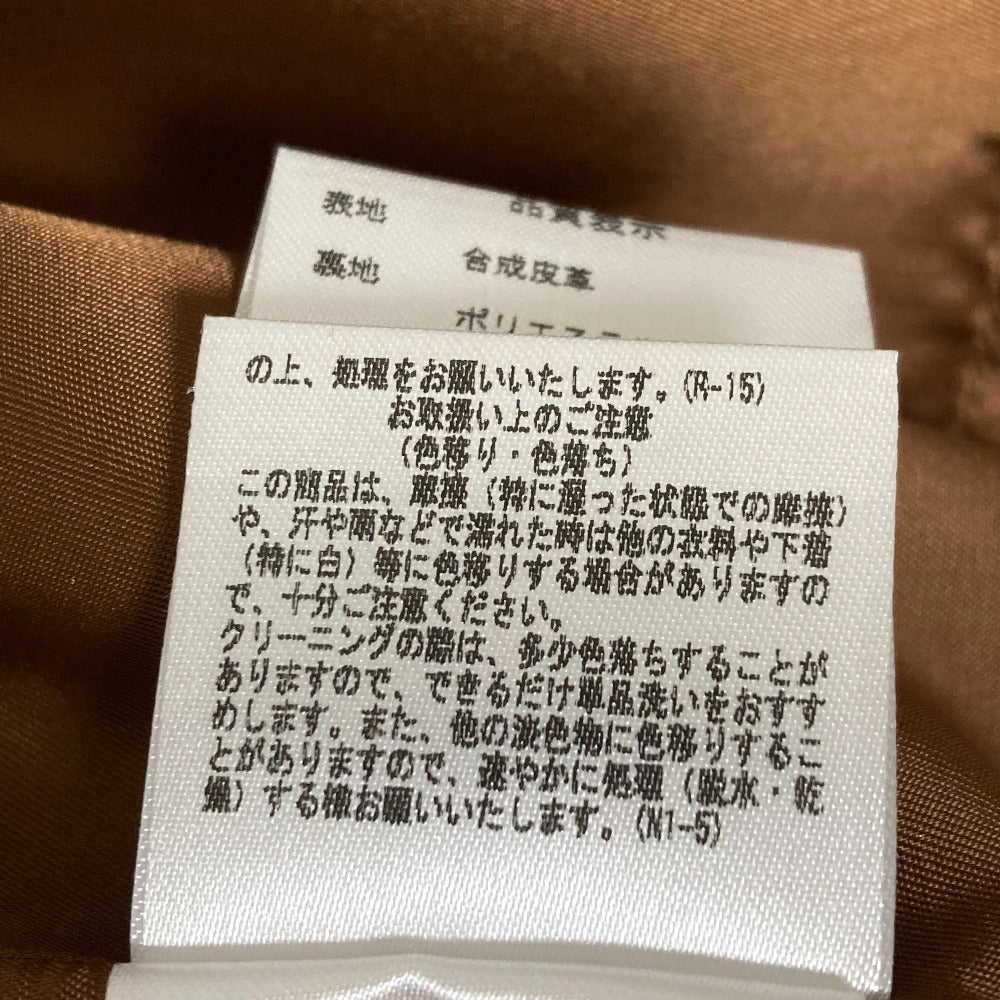 品質表示
表地
合成皮革
裏地
ポリエステ
の上、処理をお願いいたします。(R-15)
お取扱い上のご注意
(色移り・色落ち)
この商品は、摩擦(特に湿った状態での摩擦)
や、汗や雨などで濡れた時は他の衣料や下着
(特に白)等に色移りする場合がありますの
で、十分ご注意ください。
クリーニングの際は、多少色落ちすることが
ありますので、できるだけ単品洗いをおすす
めします。また、他の淡色物に色移りするこ
とがありますので、速やかに処理(脱水・乾
燥)する様お願いいたします。(N1-5)